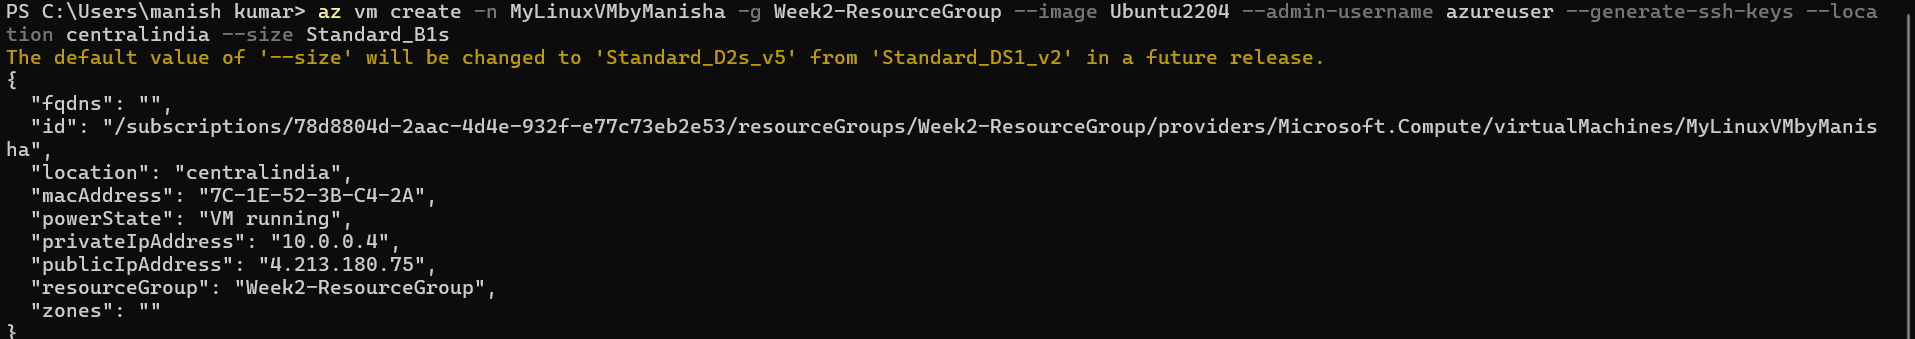 PS C:\Users\manish kumar> az vm create -n MyLinuxVMbyManisha -g Week2-ResourceGroup --image Ubuntu2204 --admin-username azureuser --generate-ssh-keys --loca
tion centralindia --size Standard_B1s
The default value of '--size' will be changed to 'Standard_D2s_v5' from 'Standard_DS1_v2' in a future release.
{
  "fqdns": "",
  "id": "/subscriptions/78d8804d-2aac-4d4e-932f-e77c73eb2e53/resourceGroups/Week2-ResourceGroup/providers/Microsoft.Compute/virtualMachines/MyLinuxVMbyManis
ha",
  "location": "centralindia",
  "macAddress": "7C-1E-52-3B-C4-2A",
  "powerState": "VM running",
  "privateIpAddress": "10.0.0.4",
  "publicIpAddress": "4.213.180.75",
  "resourceGroup": "Week2-ResourceGroup",
  "zones": ""
}